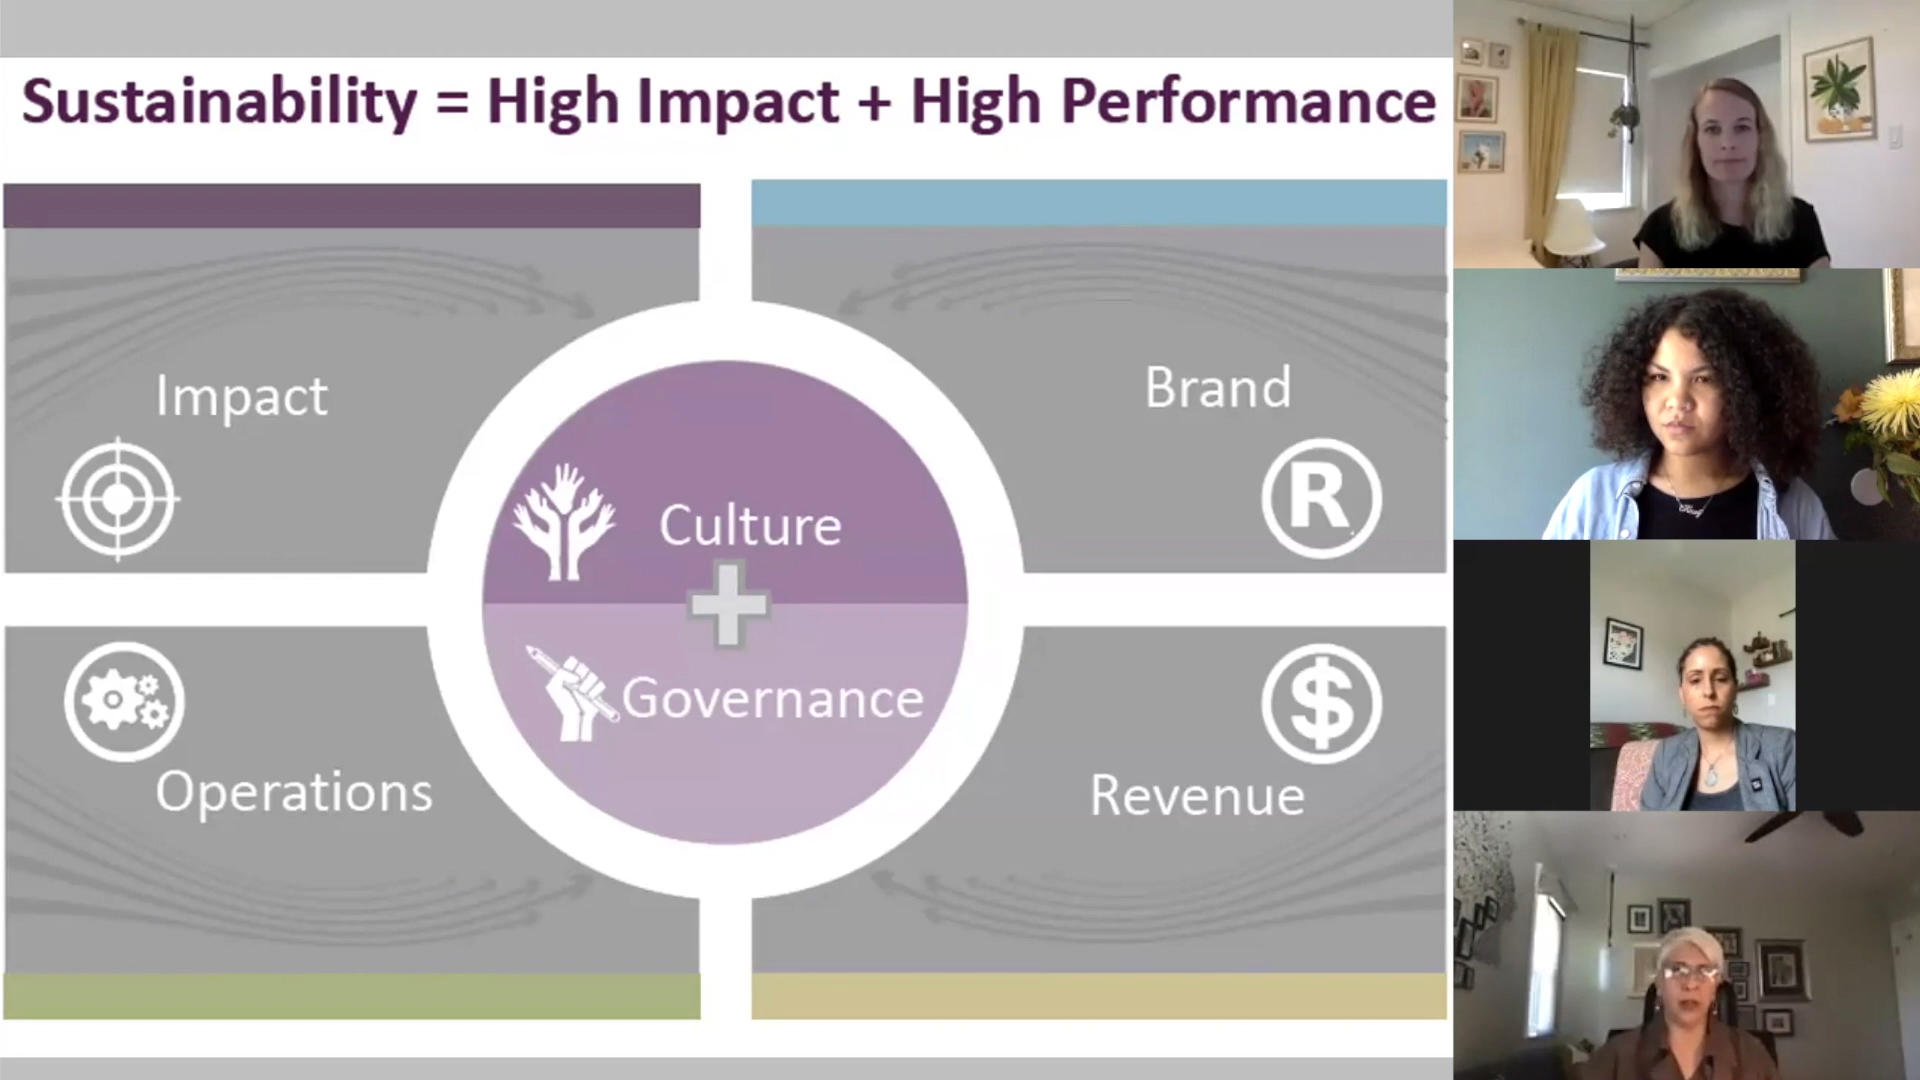 Sustainability = High Impact + High Performance
Impact
Brand
R
Culture
+
Governance
$
Operations
Revenue